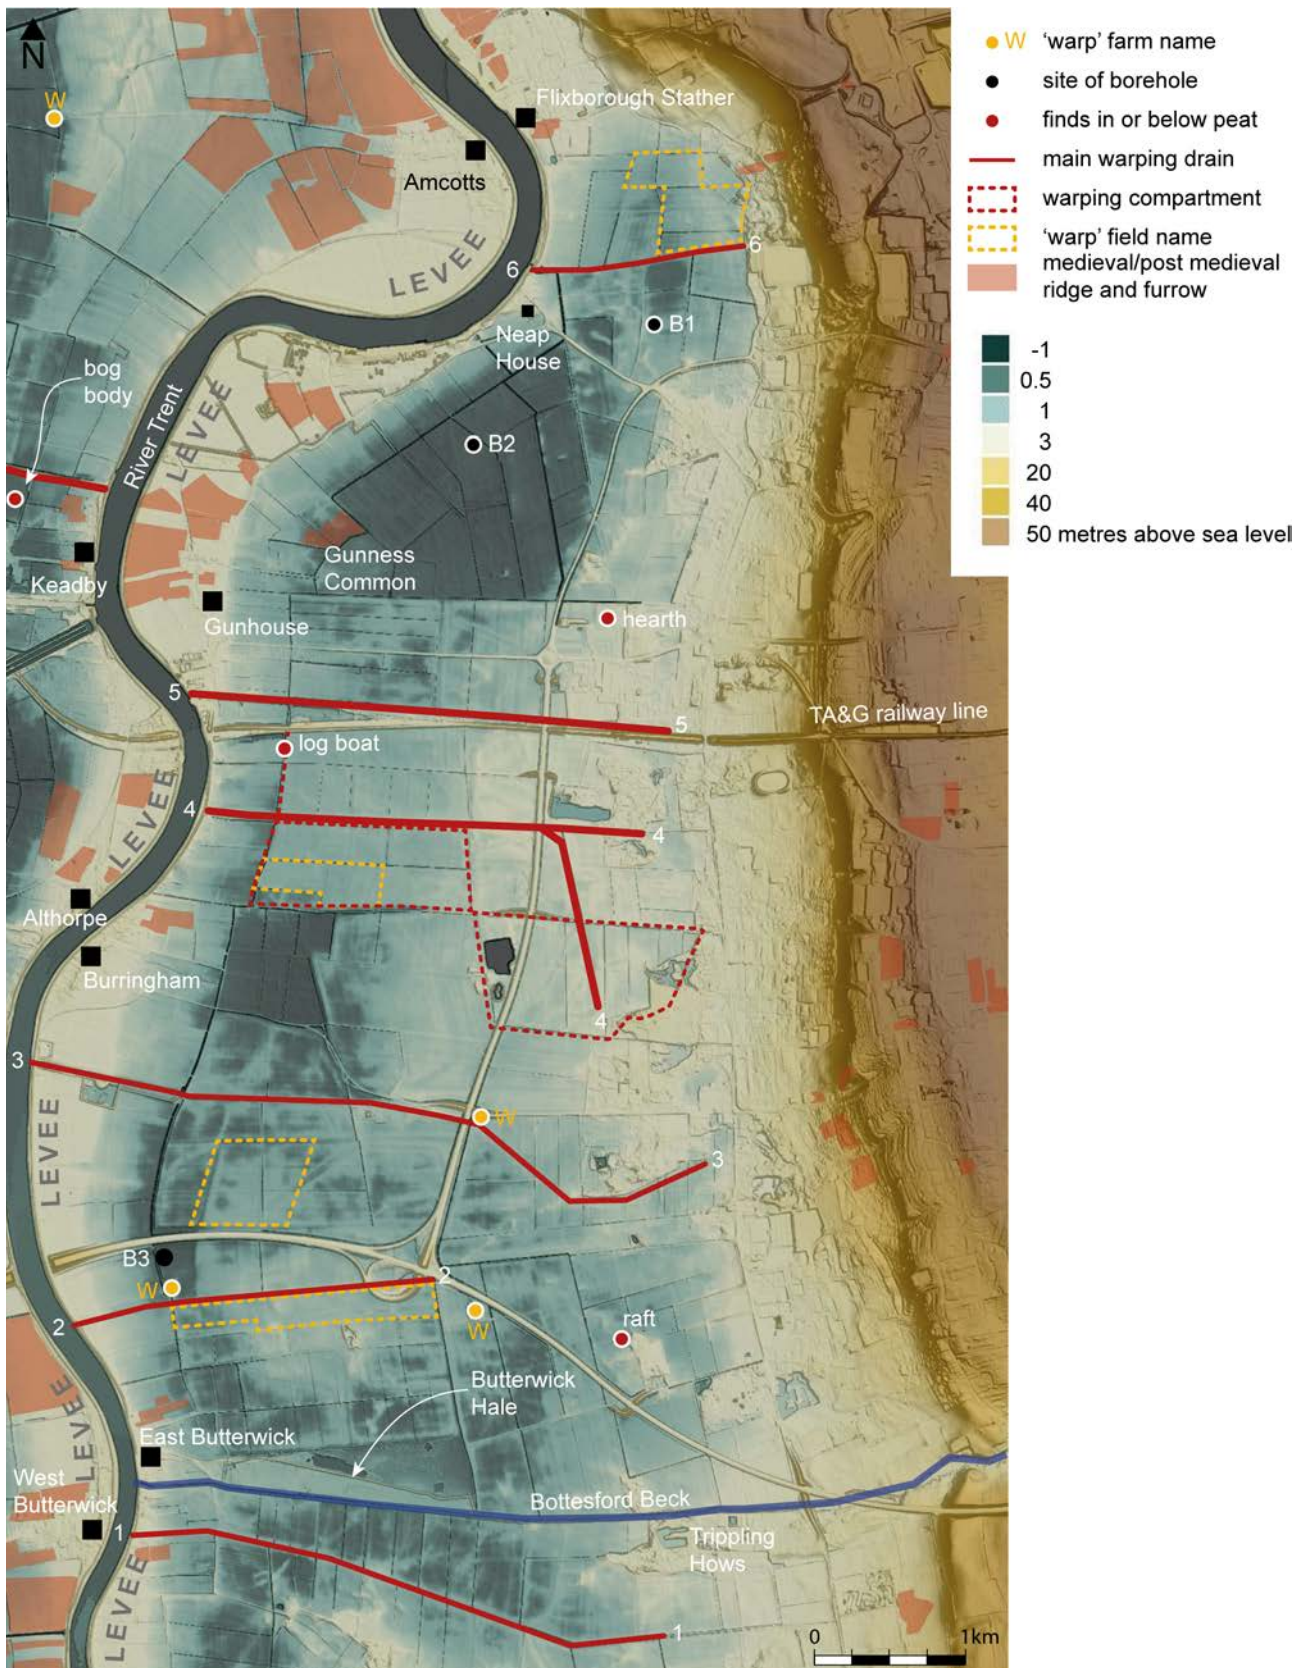 N
W
Flixborough Stather
Amcotts
LEVEE
6
6
Neap
House
B1
bog
body
River Trent
LEVEE
B2
Keadby
Gunness
Common
Gunhouse
hearth
5
5
TA&G railway line
log boat
LEVEE
4
4
Althorpe
Burringham
4
3
W
3
LEVEE
B3
W
2
2
W
raft
Butterwick
Hale
LEVEE
East Butterwick
West
Butterwick
Bottesford Beck
1
Trippling
Hows
LEVEE
1
0 1km
W 'warp' farm name
site of borehole
finds in or below peat
main warping drain
warping compartment
'warp' field name
medieval/post medieval
ridge and furrow
-1
0.5
1
3
20
40
50 metres above sea level